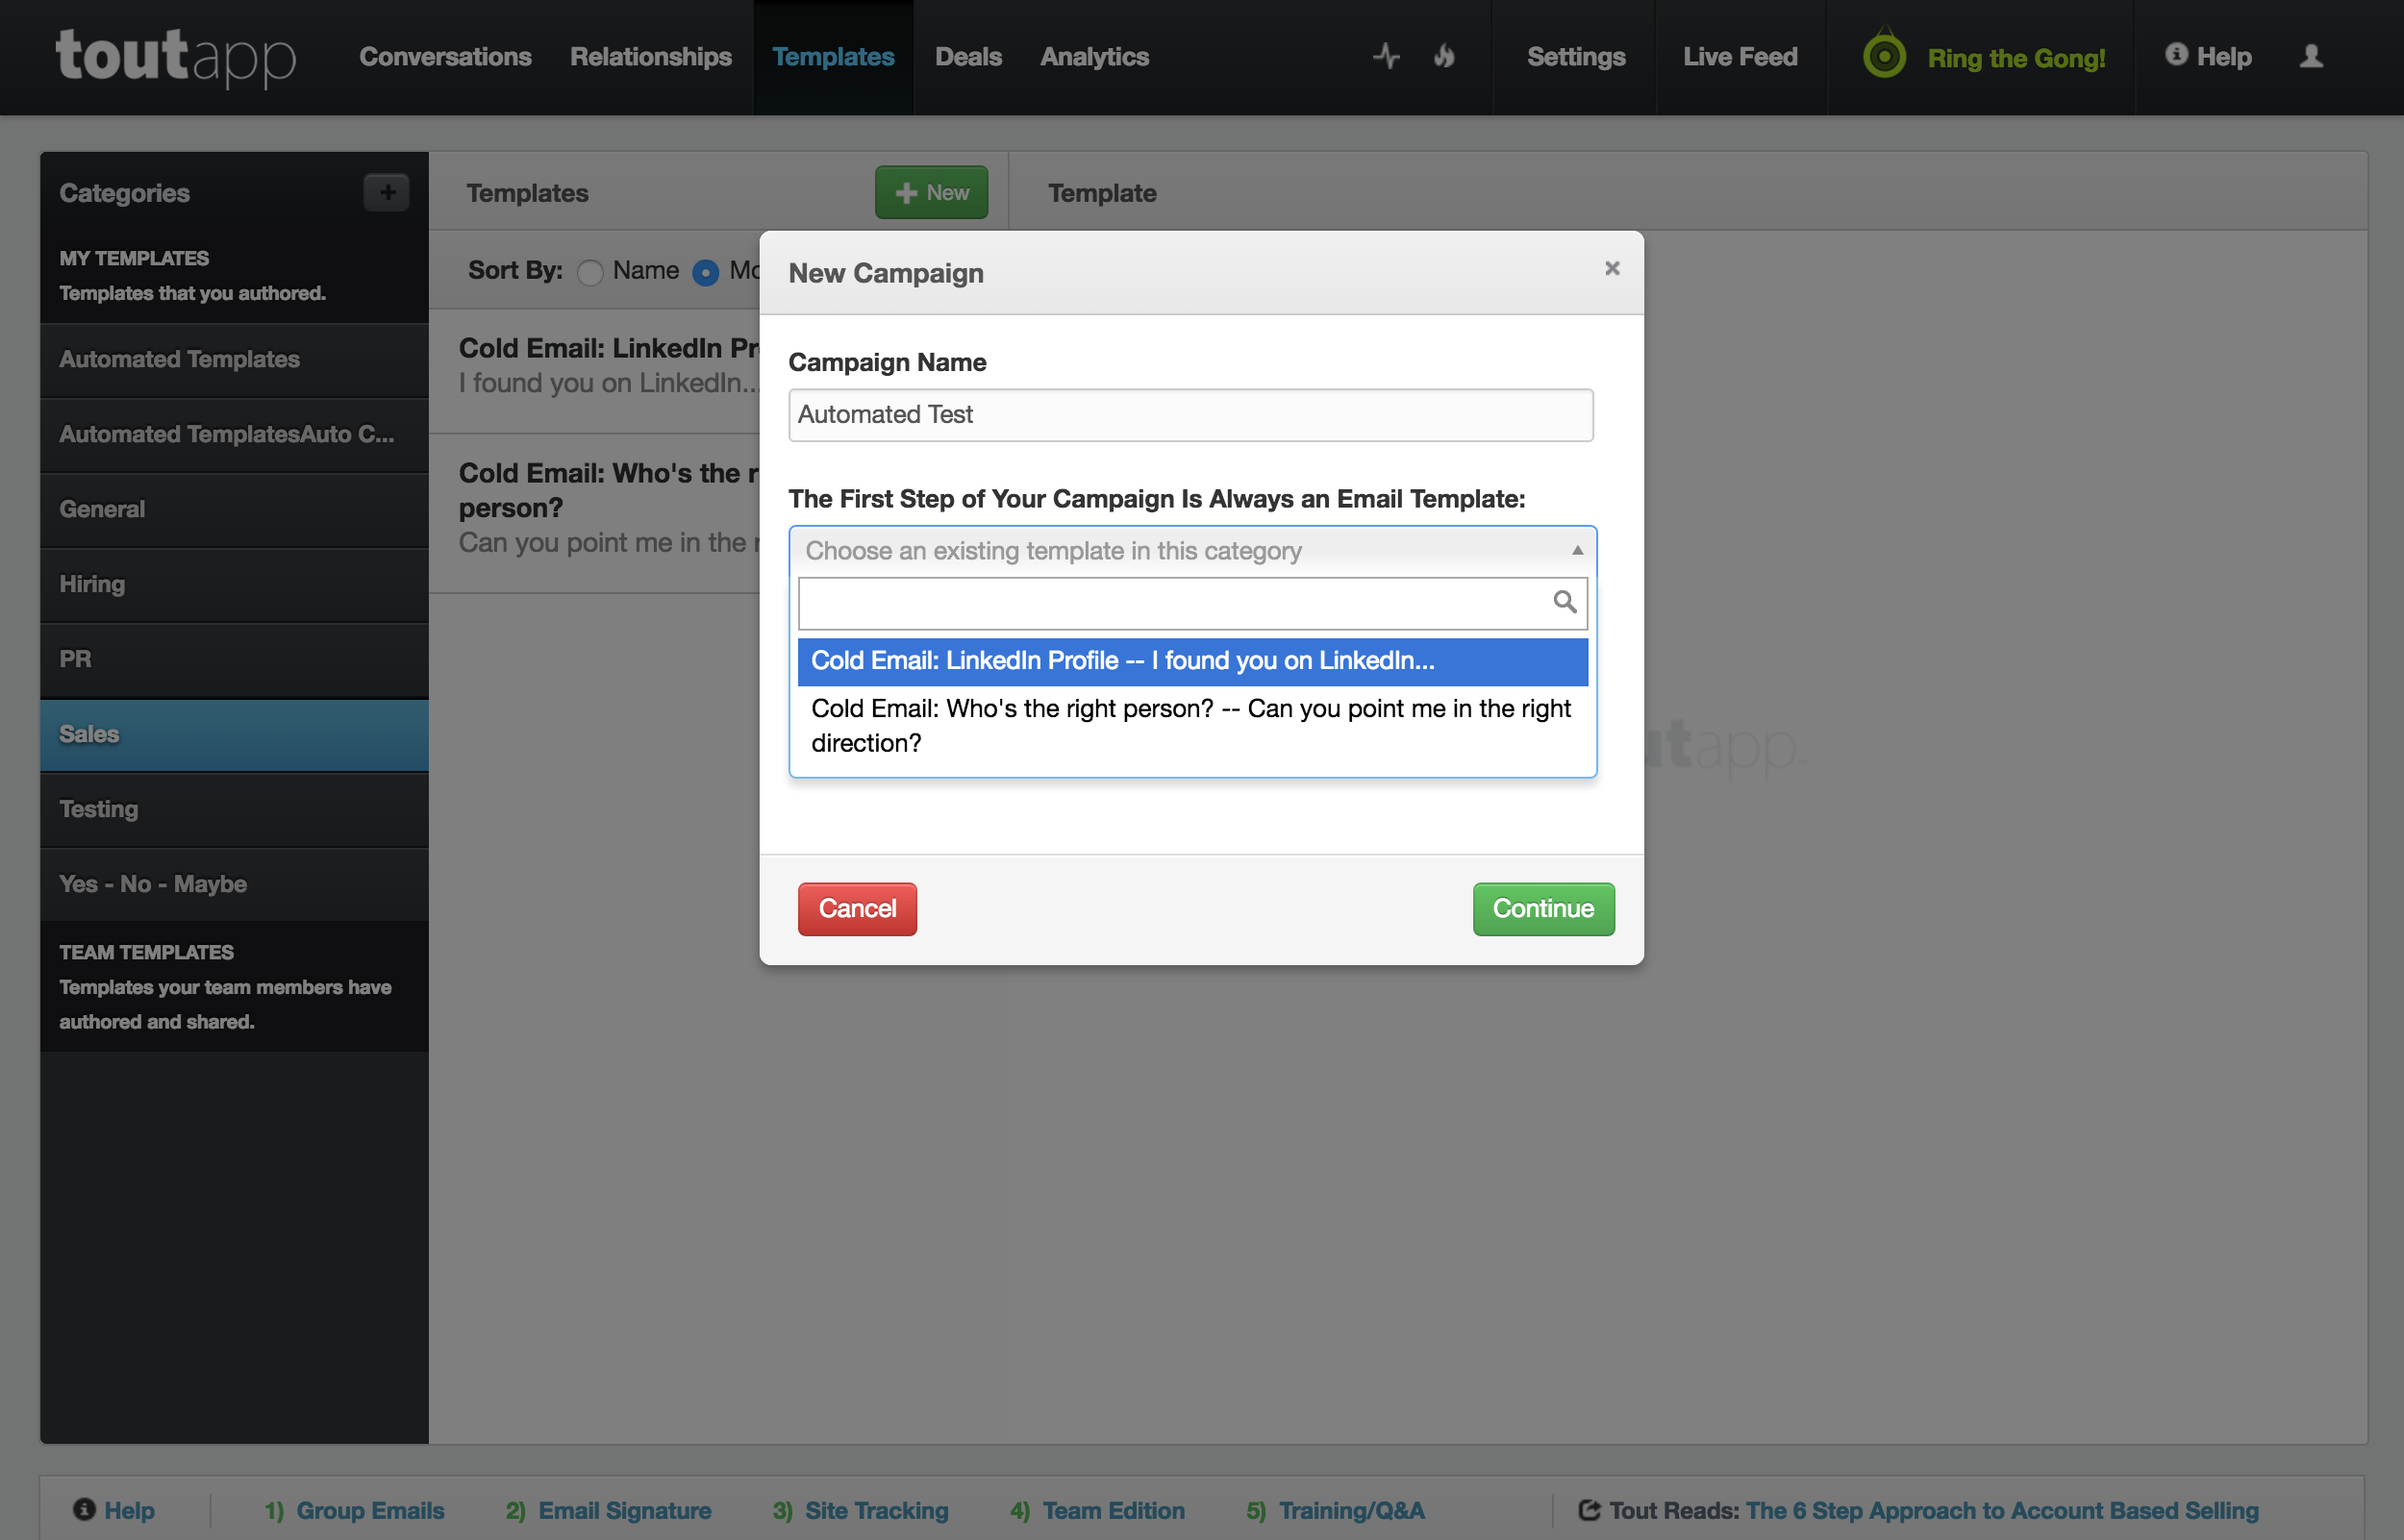 toutapp
Conversations
Relationships
Templates
Deals
Analytics
Settings
Live Feed
Ring the Gong!
Help
Categories
MY TEMPLATES
Templates that you authored.
Automated Templates
Automated TemplatesAuto C...
General
Hiring
PR
Sales
Testing
Yes - No - Maybe
TEAM TEMPLATES
Templates your team members have
authored and shared.
Templates
New
Sort By: Name
Cold Email: LinkedIn
I found you on LinkedIn...
Cold Email: Who's the
person?
Can you point me in the
Template
app
New Campaign
×
Campaign Name
Automated Test
The First Step of Your Campaign Is Always an Email Template:
Choose an existing template in this category
Cold Email: LinkedIn Profile -- I found you on LinkedIn...
Cold Email: Who's the right person? -- Can you point me in the right
direction?
Cancel
Continue
Help
1) Group Emails
2) Email Signature
3) Site Tracking
4) Team Edition
5) Training/Q&A
Tout Reads: The 6 Step Approach to Account Based Selling